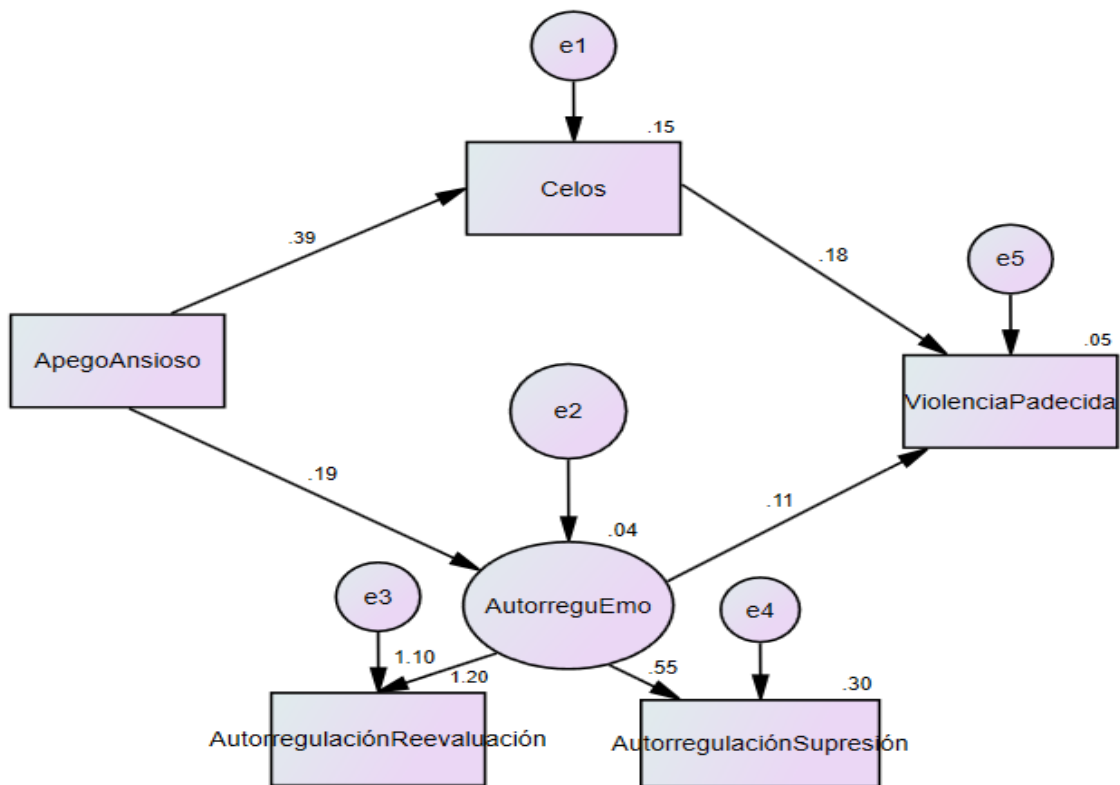 e1
.15
Celos
.39
.18
e5
ApegoAnsioso
.05
ViolenciaPadecida
e2
.19
.11
.04
e3
AutorreguEmo
e4
1.10
1.20
.55
.30
AutorregulaciónReevaluación
AutorregulaciónSupresión